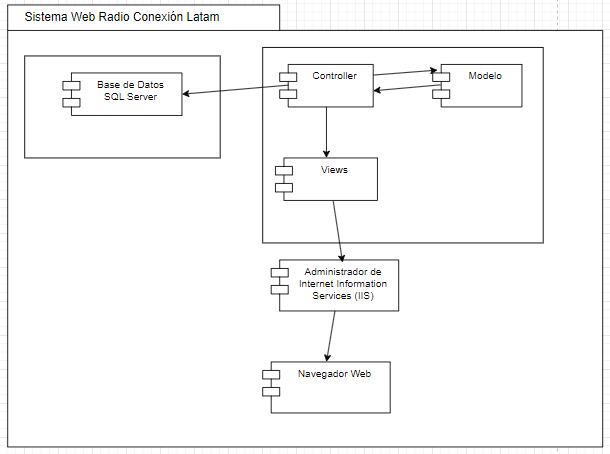 Sistema Web Radio Conexión Latam
Base de Datos
SQL Server
Controller
Modelo
Views
Administrador de
Internet Information
Services (IIS)
Navegador Web